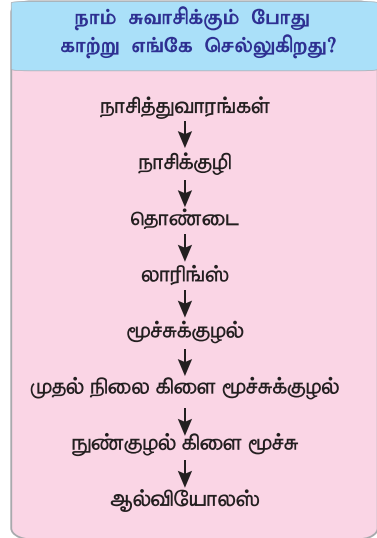 நாம் சுவாசிக்கும் போது
காற்று எங்கே செல்லுகிறது?
நாசித்துவாரங்கள்
நாசிக்குழி
தொண்டை
லாரிங்ஸ்
மூச்சுக்குழல்
முதல் நிலை கிளை மூச்சுக்குழல்
நுண்குழல் கிளை மூச்சு
ஆல்வியோலஸ்